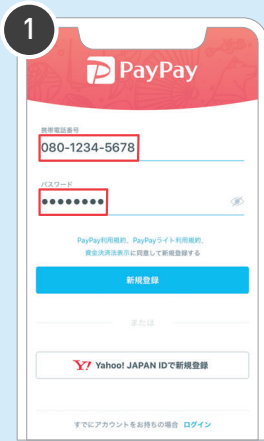 1
PayPay
携帯電話番号
080-1234-5678
パスワード
●●●●●●●●
PayPay利用規約、PayPayライト利用規約、
資金決済法表示に同意して新規登録する
新規登録
または
Y! Yahoo! JAPAN IDで新規登録
すでにアカウントをお持ちの場合 ログイン